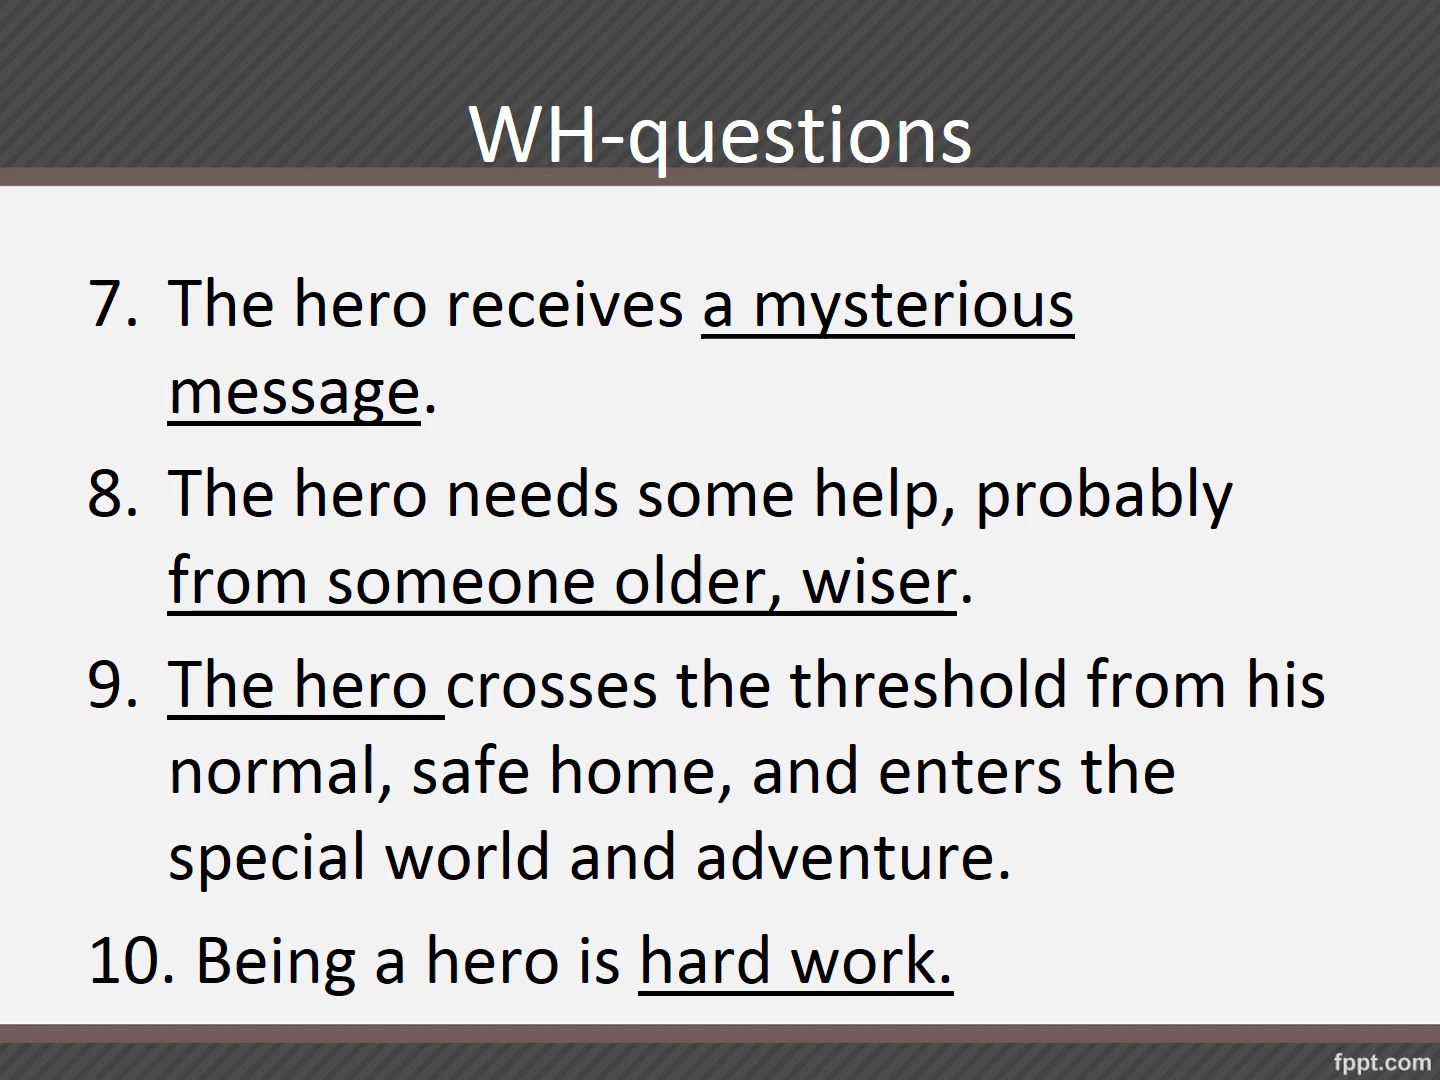 WH-questions
7. The hero receives a mysterious
message.
8. The hero needs some help, probably
from someone older, wiser.
9. The hero crosses the threshold from his
normal, safe home, and enters the
special world and adventure.
10. Being a hero is hard work.
fppt.com